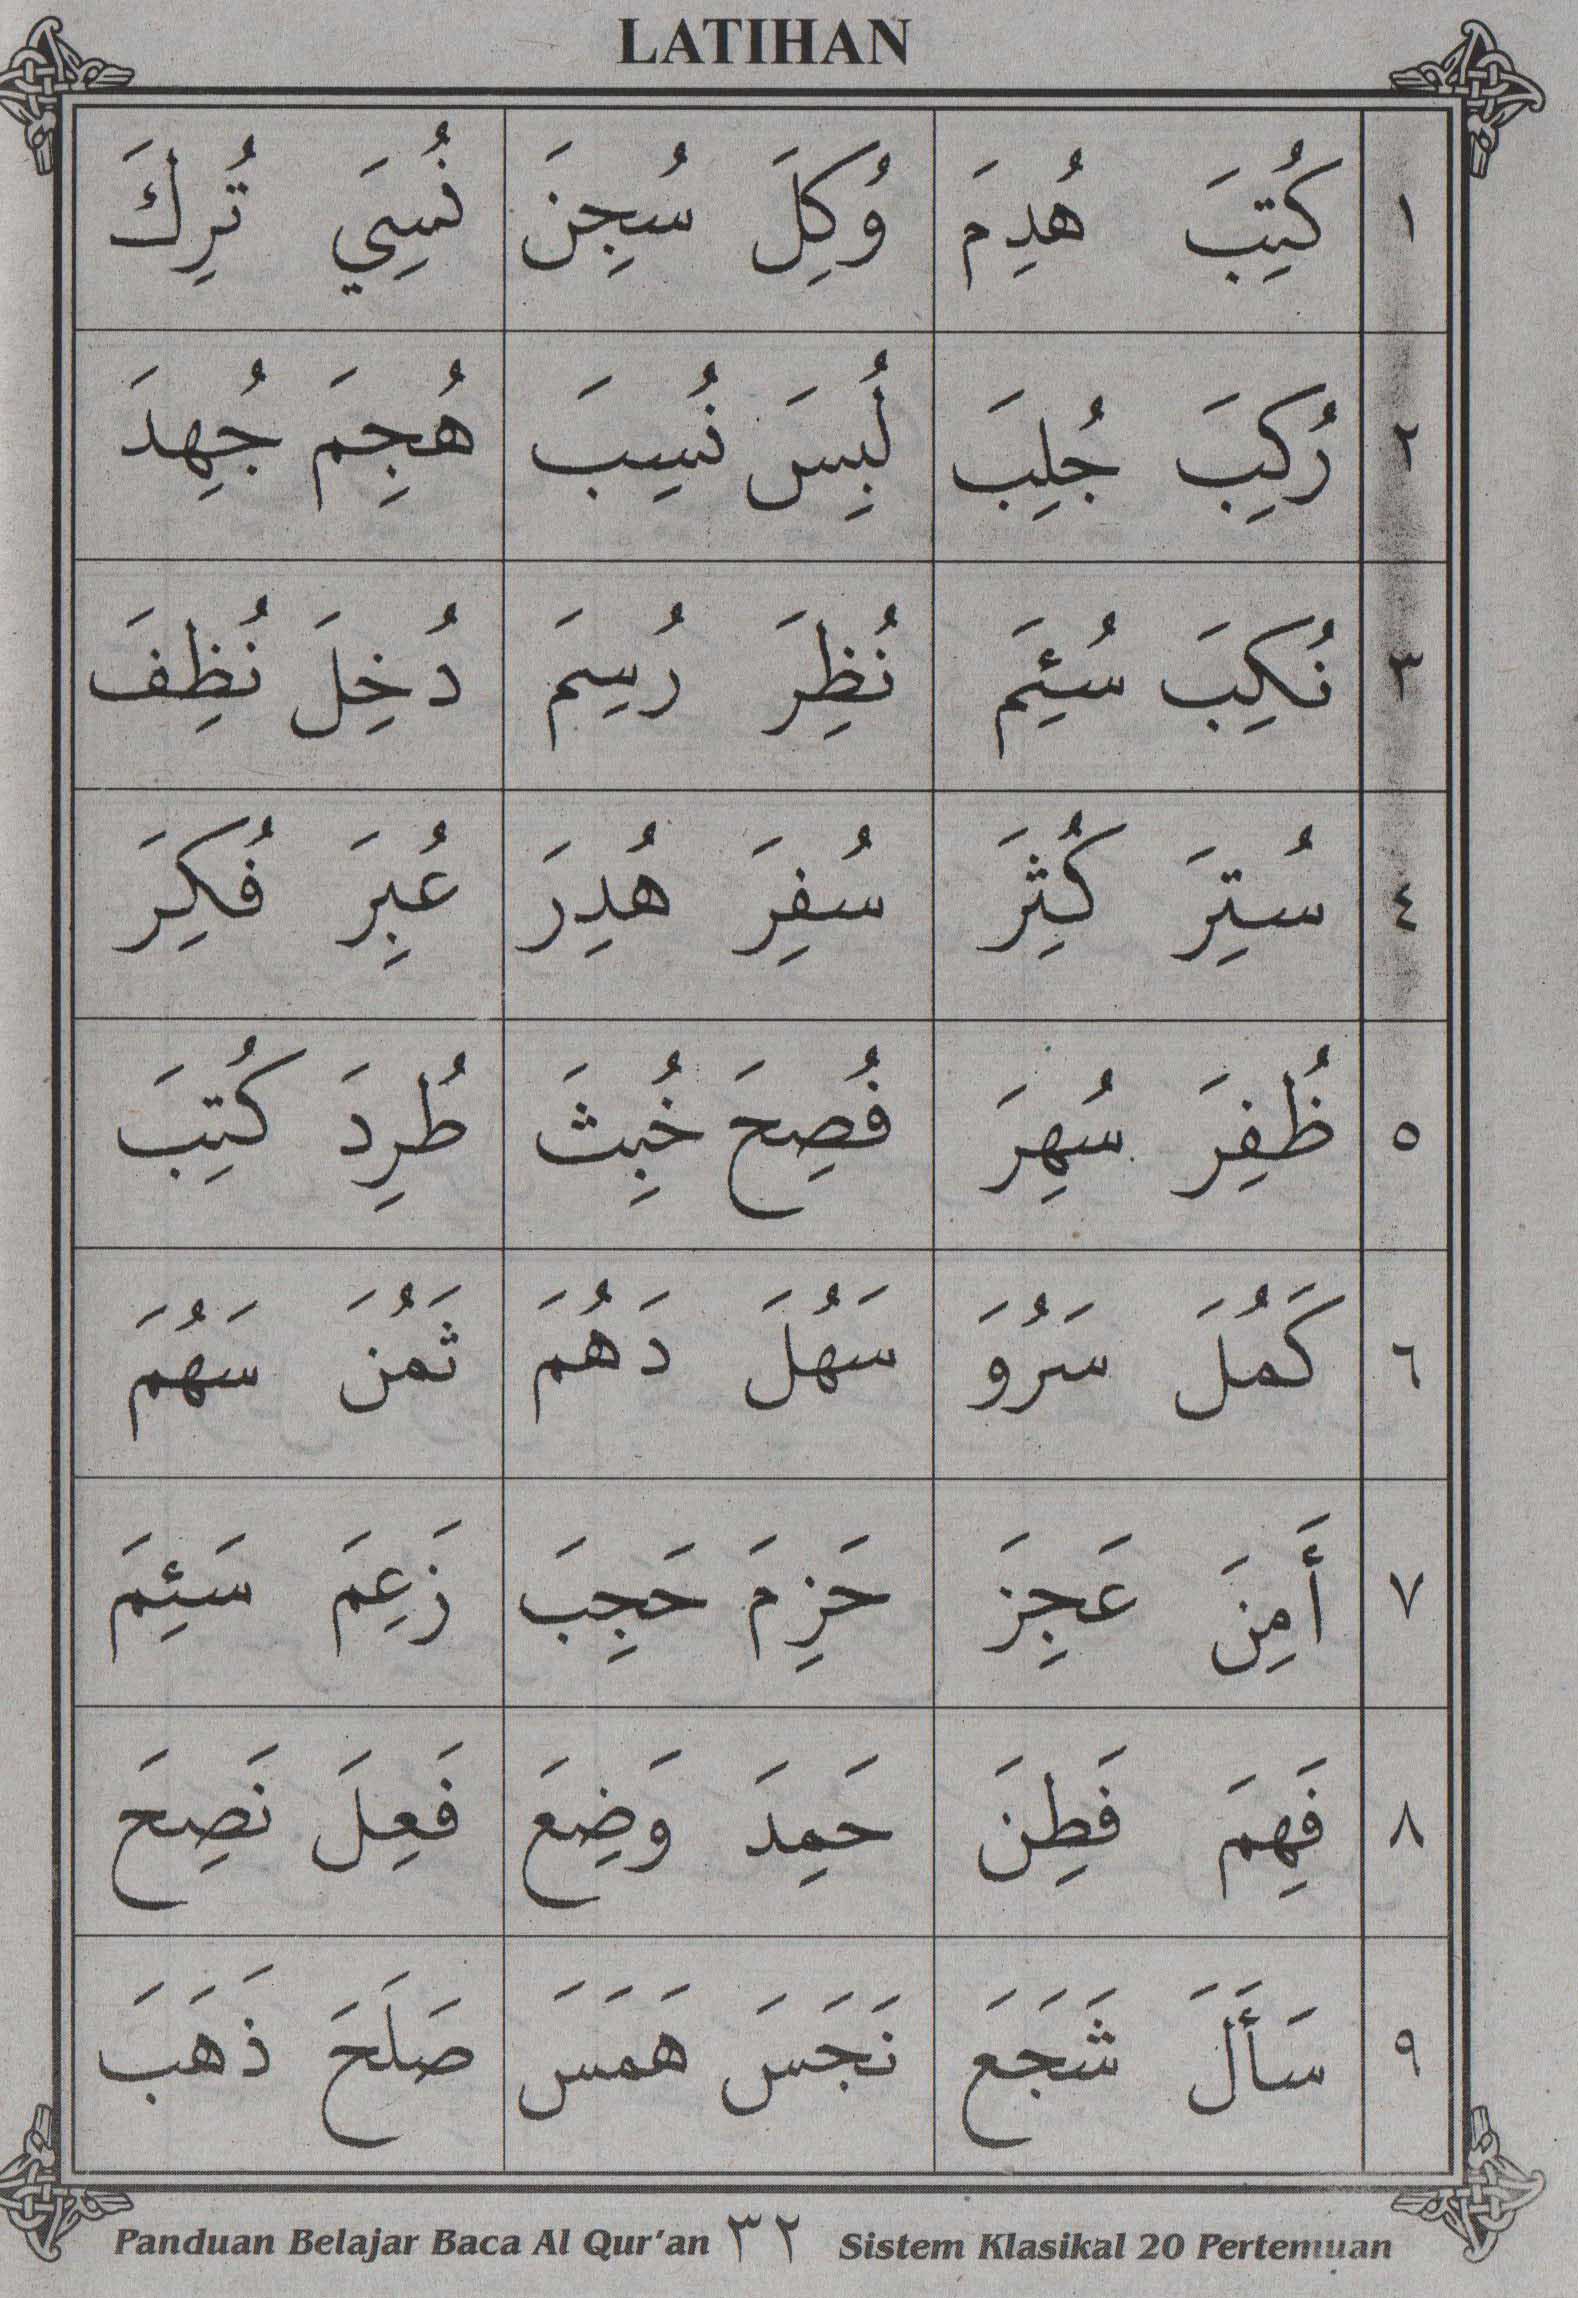 LATIHAN
١ كُتِبَ هُدِمَ وُكِلَ سُجِنَ نُسِيَ تُرِكَ
٢ رُكِبَ جُلِبَ لُبِسَ نُسِبَ هُجِمَ جُهِدَ
٣ نُكِبَ سُئِمَ نُظِرَ رُسِمَ دُخِلَ نُظِفَ
٤ سُتِرَ كُثِرَ سُفِرَ هُدِرَ عُبِرَ فُكِرَ
٥ ظُفِرَ سُهِرَ فُصِحَ خُبِثَ طُرِدَ كُتِبَ
٦ كَمُلَ سَرُوَ سَهُلَ دَهُمَ ثَمُنَ سَهُمَ
٧ أَمِنَ عَجِزَ حَزِمَ حَجِبَ زَعِمَ سَئِمَ
٨ فَهِمَ فَطِنَ حَمِدَ وَضِعَ فَعِلَ نَصِحَ
٩ سَأَلَ شَجَعَ نَجَسَ هَمَسَ صَلَحَ ذَهَبَ
Panduan Belajar Baca Al Qur'an ٣٢ Sistem Klasikal 20 Pertemuan